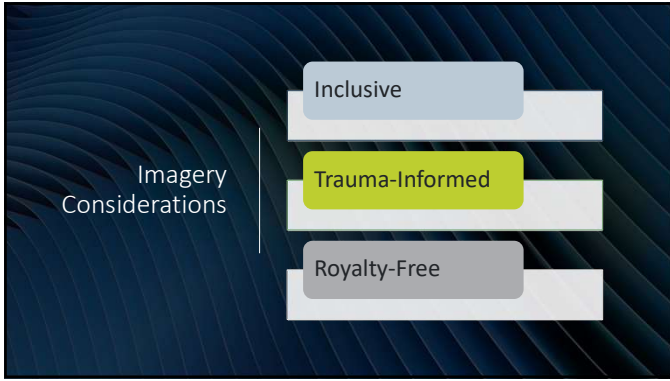 Imagery
Considerations
Inclusive
Trauma-Informed
Royalty-Free